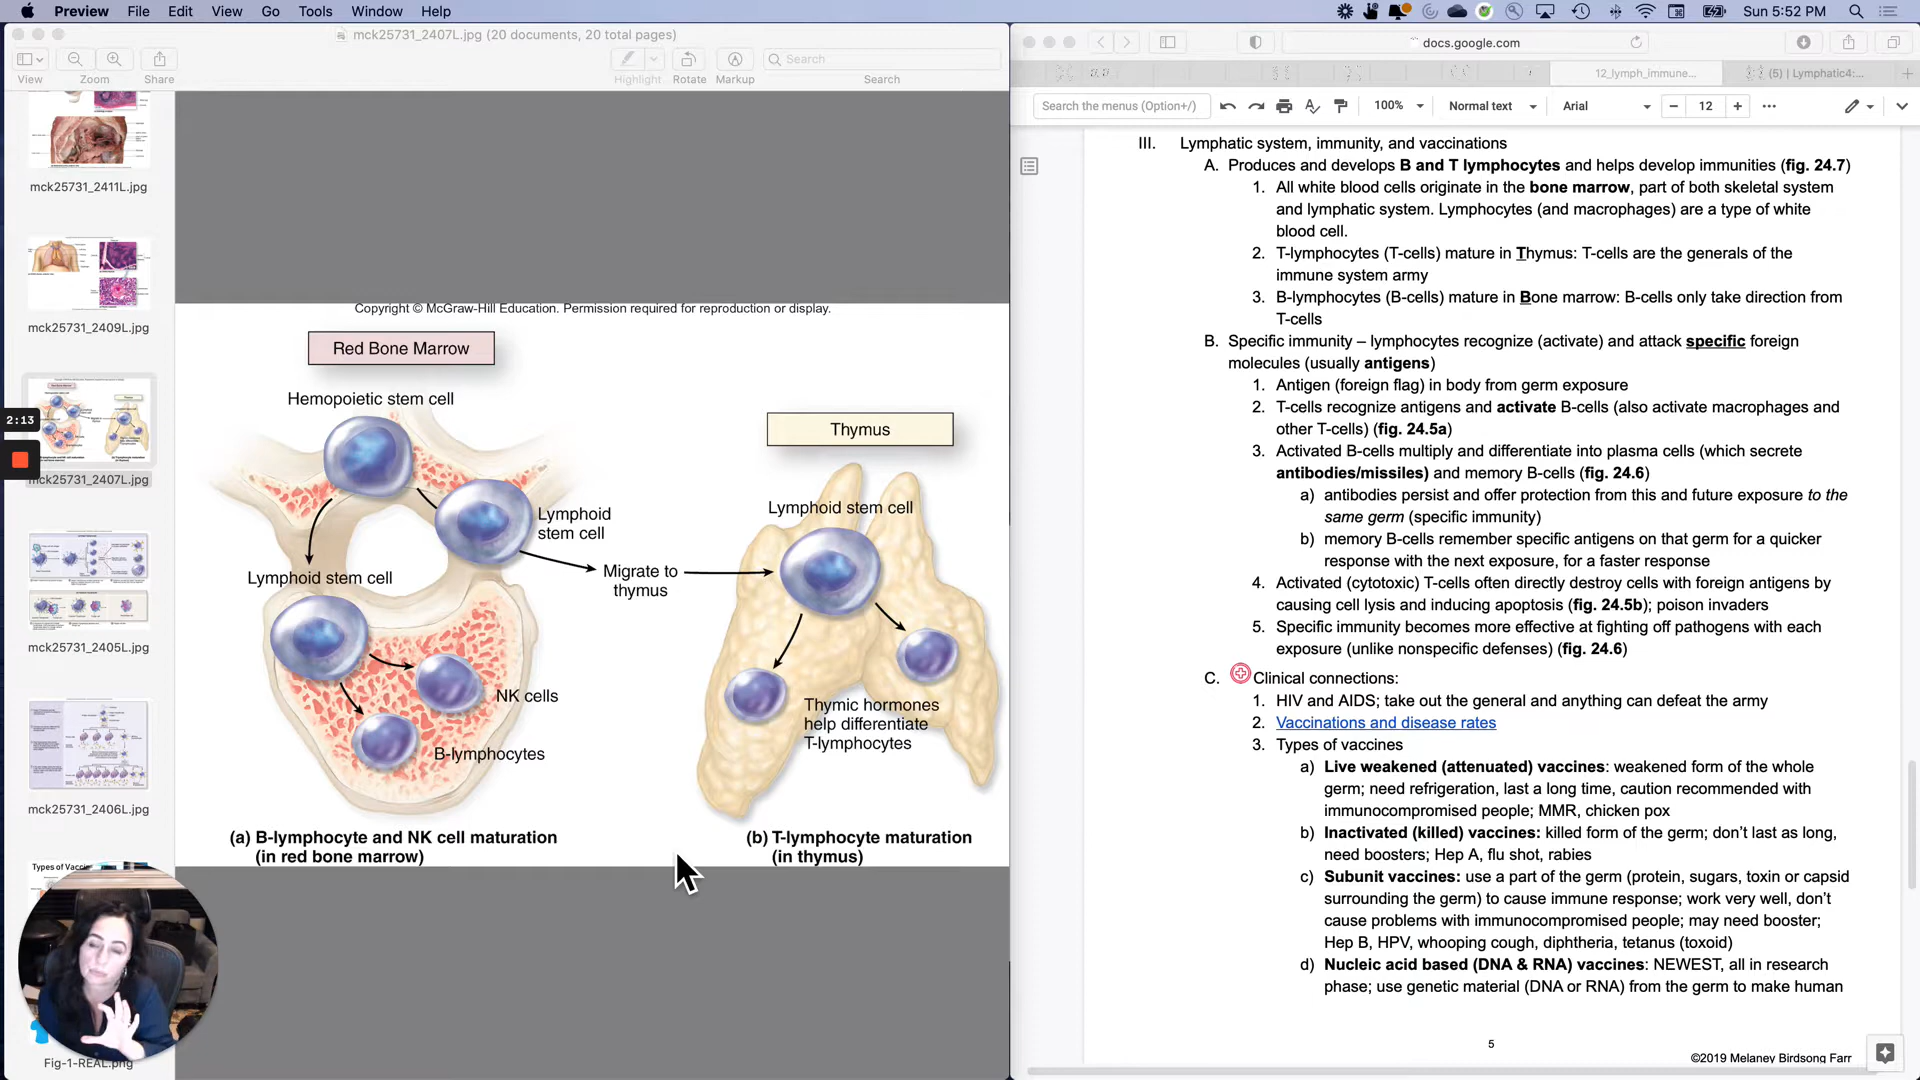 Preview File Edit View Go Tools Window Help
Sun 5:52 PM
mck25731_2407L.jpg (20 documents, 20 total pages)
Search
View Zoom Share Highlight Rotate Markup Search
mck25731_2411L.jpg
mck25731_2409L.jpg
2:13
mck25731_2407L.jpg
mck25731_2405L.jpg
mck25731_2406L.jpg
Types of Vacci
Fig-1-REAL.png
Copyright © McGraw-Hill Education. Permission required for reproduction or display.
Red Bone Marrow
Hemopoietic stem cell
Thymus
Lymphoid stem cell
Lymphoid
stem cell
Migrate to
thymus
Lymphoid stem cell
NK cells
B-lymphocytes
Thymic hormones
help differentiate
T-lymphocytes
(a) B-lymphocyte and NK cell maturation
(in red bone marrow)
(b) T-lymphocyte maturation
(in thymus)
docs.google.com
12_lymph_immune...
(5) | Lymphatic4:...
Search the menus (Option+/)
100% Normal text Arial 12
III. Lymphatic system, immunity, and vaccinations
A. Produces and develops B and T lymphocytes and helps develop immunities (fig. 24.7)
1. All white blood cells originate in the bone marrow, part of both skeletal system
and lymphatic system. Lymphocytes (and macrophages) are a type of white
blood cell.
2. T-lymphocytes (T-cells) mature in Thymus: T-cells are the generals of the
immune system army
3. B-lymphocytes (B-cells) mature in Bone marrow: B-cells only take direction from
T-cells
B. Specific immunity – lymphocytes recognize (activate) and attack specific foreign
molecules (usually antigens)
1. Antigen (foreign flag) in body from germ exposure
2. T-cells recognize antigens and activate B-cells (also activate macrophages and
other T-cells) (fig. 24.5a)
3. Activated B-cells multiply and differentiate into plasma cells (which secrete
antibodies/missiles) and memory B-cells (fig. 24.6)
a) antibodies persist and offer protection from this and future exposure to the
same germ (specific immunity)
b) memory B-cells remember specific antigens on that germ for a quicker
response with the next exposure, for a faster response
4. Activated (cytotoxic) T-cells often directly destroy cells with foreign antigens by
causing cell lysis and inducing apoptosis (fig. 24.5b); poison invaders
5. Specific immunity becomes more effective at fighting off pathogens with each
exposure (unlike nonspecific defenses) (fig. 24.6)
C. Clinical connections:
1. HIV and AIDS; take out the general and anything can defeat the army
2. Vaccinations and disease rates
3. Types of vaccines
a) Live weakened (attenuated) vaccines: weakened form of the whole
germ; need refrigeration, last a long time, caution recommended with
immunocompromised people; MMR, chicken pox
b) Inactivated (killed) vaccines: killed form of the germ; don't last as long,
need boosters; Hep A, flu shot, rabies
c) Subunit vaccines: use a part of the germ (protein, sugars, toxin or capsid
surrounding the germ) to cause immune response; work very well, don't
cause problems with immunocompromised people; may need booster;
Hep B, HPV, whooping cough, diphtheria, tetanus (toxoid)
d) Nucleic acid based (DNA & RNA) vaccines: NEWEST, all in research
phase; use genetic material (DNA or RNA) from the germ to make human
5
©2019 Melaney Birdsong Farr